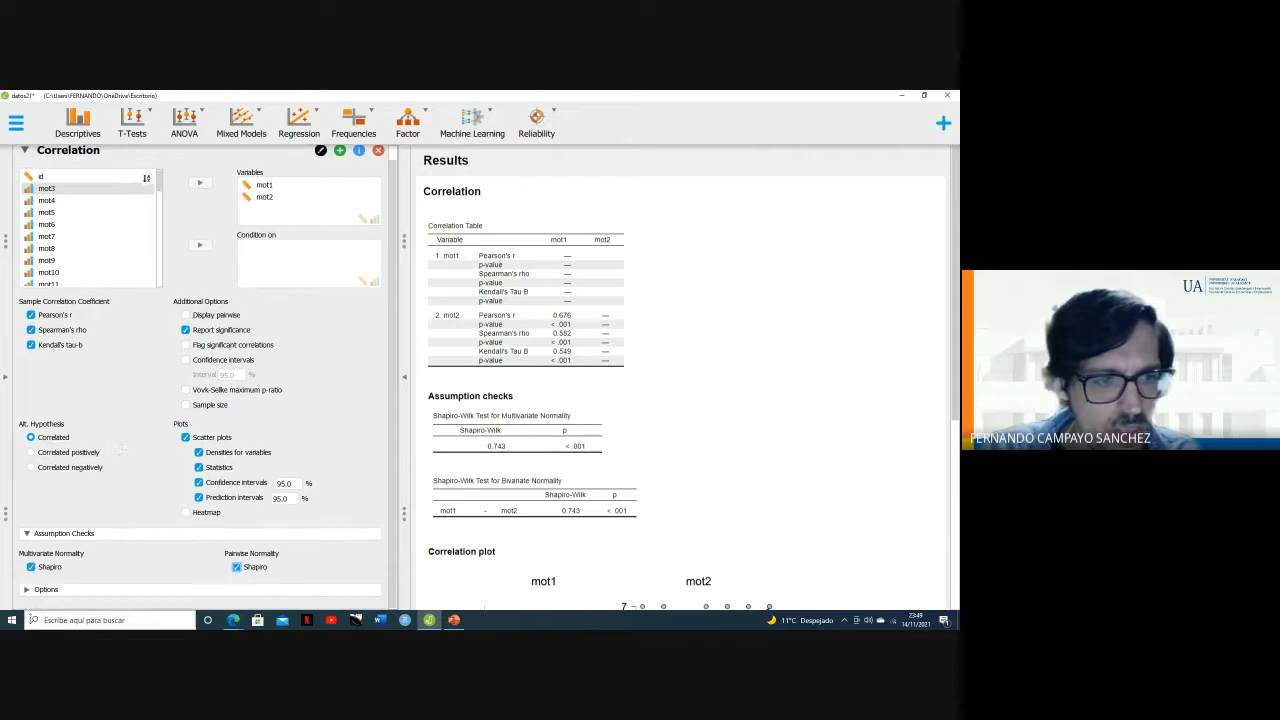 datos21* (C:\Users\FERNANDO\OneDrive\Escritorio)
Descriptives T-Tests ANOVA Mixed Models Regression Frequencies Factor Machine Learning Reliability
Correlation
id
mot3
mot4
mot5
mot6
mot7
mot8
mot9
mot10
mot11
Variables
mot1
mot2
Condition on
Sample Correlation Coefficient
Pearson's r
Spearman's rho
Kendall's tau-b
Additional Options
Display pairwise
Report significance
Flag significant correlations
Confidence intervals
Interval 95.0 %
Vovk-Sellke maximum p-ratio
Sample size
Alt. Hypothesis
Correlated
Correlated positively
Correlated negatively
Plots
Scatter plots
Densities for variables
Statistics
Confidence intervals 95.0 %
Prediction intervals 95.0 %
Heatmap
Assumption Checks
Multivariate Normality
Shapiro
Pairwise Normality
Shapiro
Options
Results
Correlation
Correlation Table
Variable mot1 mot2
1. mot1 Pearson's r —
p-value —
Spearman's rho —
p-value —
Kendall's Tau B —
p-value —
2. mot2 Pearson's r 0.676 —
p-value < .001 —
Spearman's rho 0.582 —
p-value < .001 —
Kendall's Tau B 0.549 —
p-value < .001 —
Assumption checks
Shapiro-Wilk Test for Multivariate Normality
Shapiro-Wilk p
0.743 < .001
Shapiro-Wilk Test for Bivariate Normality
Shapiro-Wilk p
mot1 - mot2 0.743 < .001
Correlation plot
mot1 mot2
7
Escribe aquí para buscar
11°C Despejado
23:49
14/11/2021
UA
FERNANDO CAMPAYO SANCHEZ